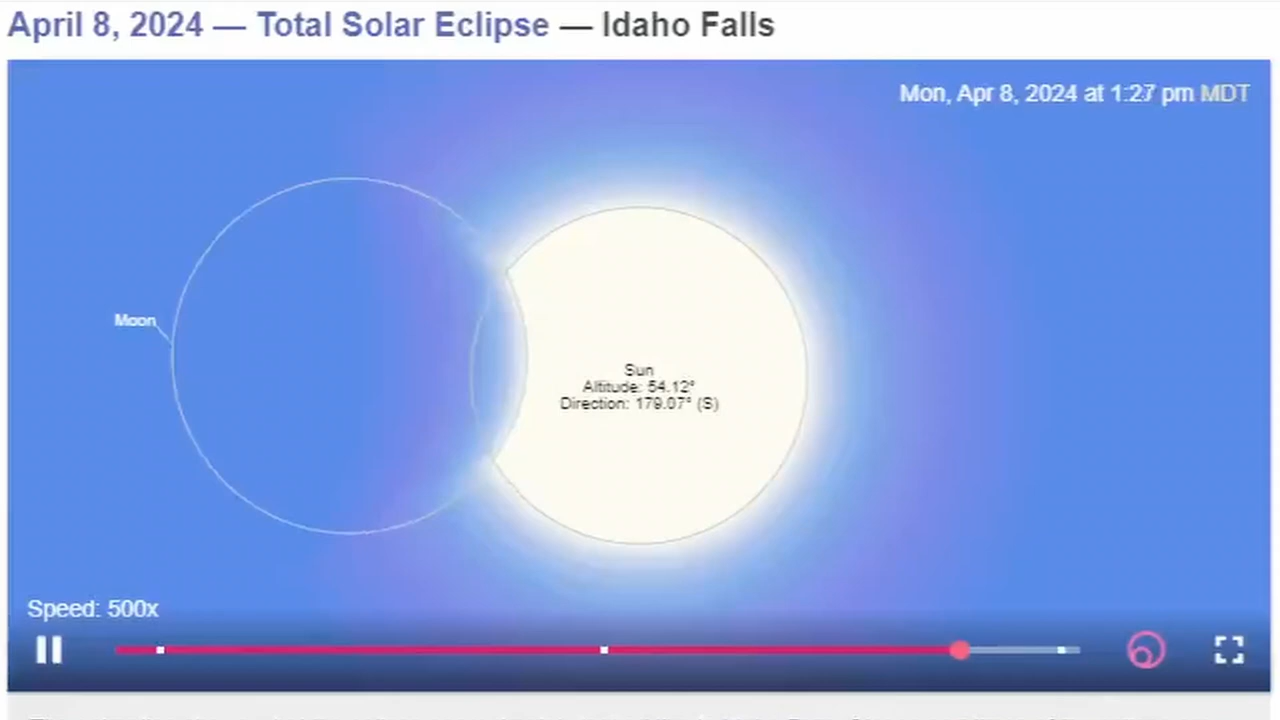 April 8, 2024 — Total Solar Eclipse — Idaho Falls
Mon, Apr 8, 2024 at 1:27 pm MDT
Moon
Sun
Altitude: 54.12°
Direction: 179.07° (S)
Speed: 500x